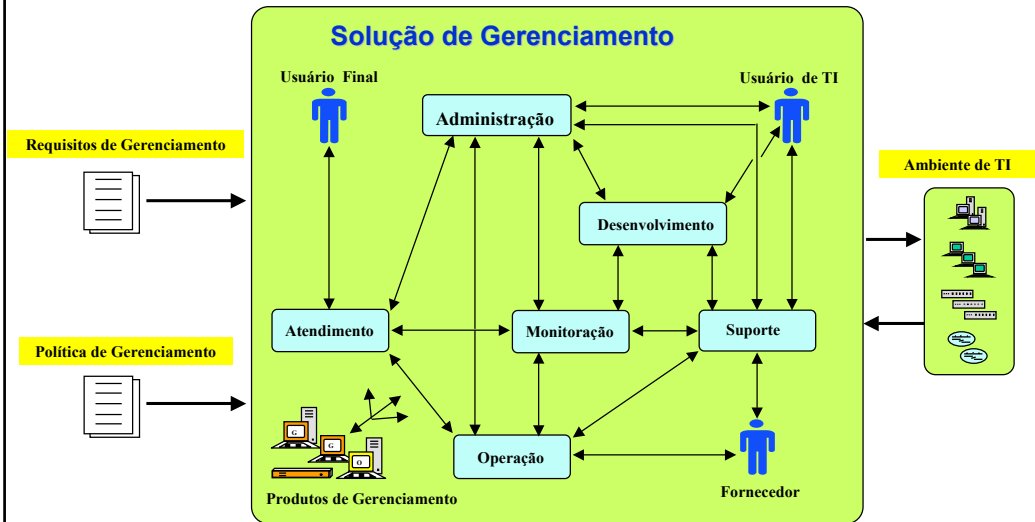 Solução de Gerenciamento
Usuário Final
Usuário de TI
Administração
Requisitos de Gerenciamento
Ambiente de TI
Desenvolvimento
Atendimento
Monitoração
Suporte
Política de Gerenciamento
G
G
O
Operação
Produtos de Gerenciamento
Fornecedor